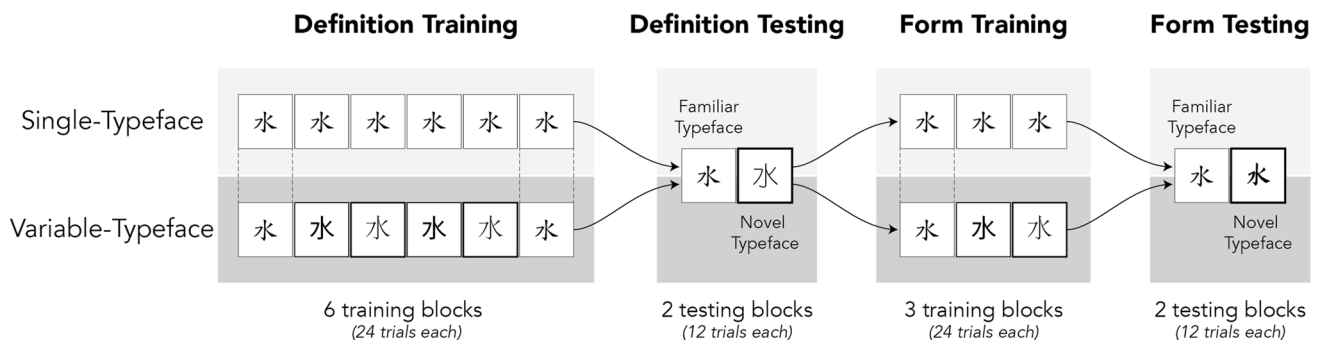 Definition Training
Definition Testing
Form Training
Form Testing
Single-Typeface
水 水 水 水 水 水
Familiar
Typeface
水 水
Novel
Typeface
水 水 水
Familiar
Typeface
水 水
Novel
Typeface
Variable-Typeface
水 水 水 水 水 水
水 水 水
6 training blocks
(24 trials each)
2 testing blocks
(12 trials each)
3 training blocks
(24 trials each)
2 testing blocks
(12 trials each)